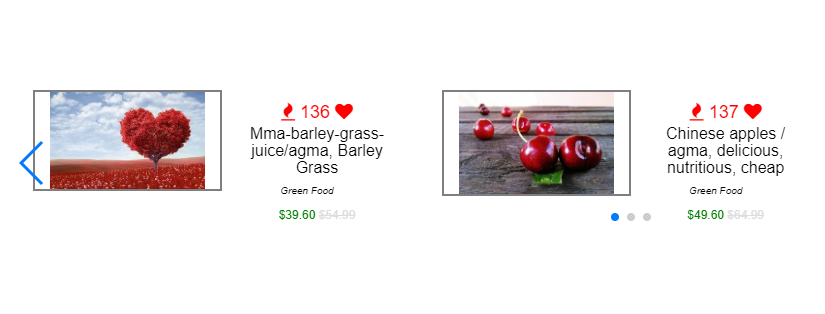 136
Mma-barley-grass-
juice/agma, Barley
Grass
Green Food
$39.60 $54.99
137
Chinese apples /
agma, delicious,
nutritious, cheap
Green Food
$49.60 $64.99